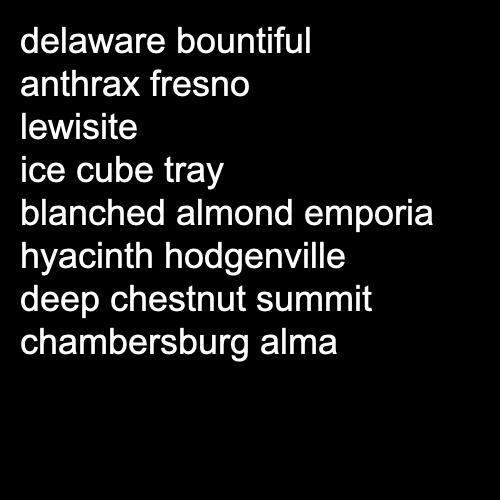 delaware bountiful
anthrax fresno
lewisite
ice cube tray
blanched almond emporia
hyacinth hodgenville
deep chestnut summit
chambersburg alma